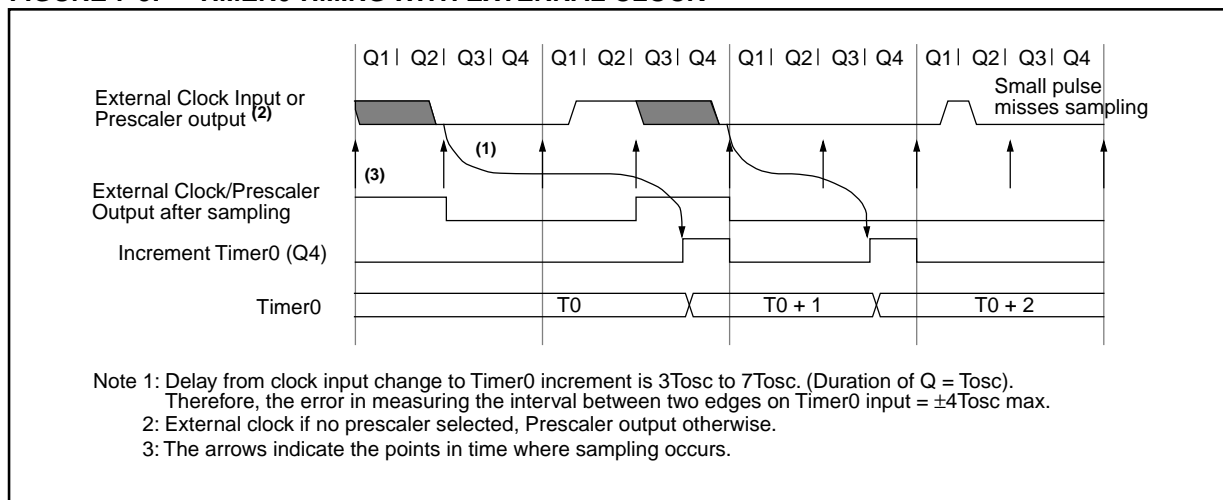 Q1| Q2| Q3| Q4 Q1| Q2| Q3| Q4 Q1| Q2| Q3| Q4 Q1| Q2| Q3| Q4
External Clock Input or
Prescaler output (2)
Small pulse
misses sampling
(1)
(3)
External Clock/Prescaler
Output after sampling
Increment Timer0 (Q4)
Timer0 T0 T0 + 1 T0 + 2
Note 1: Delay from clock input change to Timer0 increment is 3Tosc to 7Tosc. (Duration of Q = Tosc).
Therefore, the error in measuring the interval between two edges on Timer0 input = ±4Tosc max.
2: External clock if no prescaler selected, Prescaler output otherwise.
3: The arrows indicate the points in time where sampling occurs.